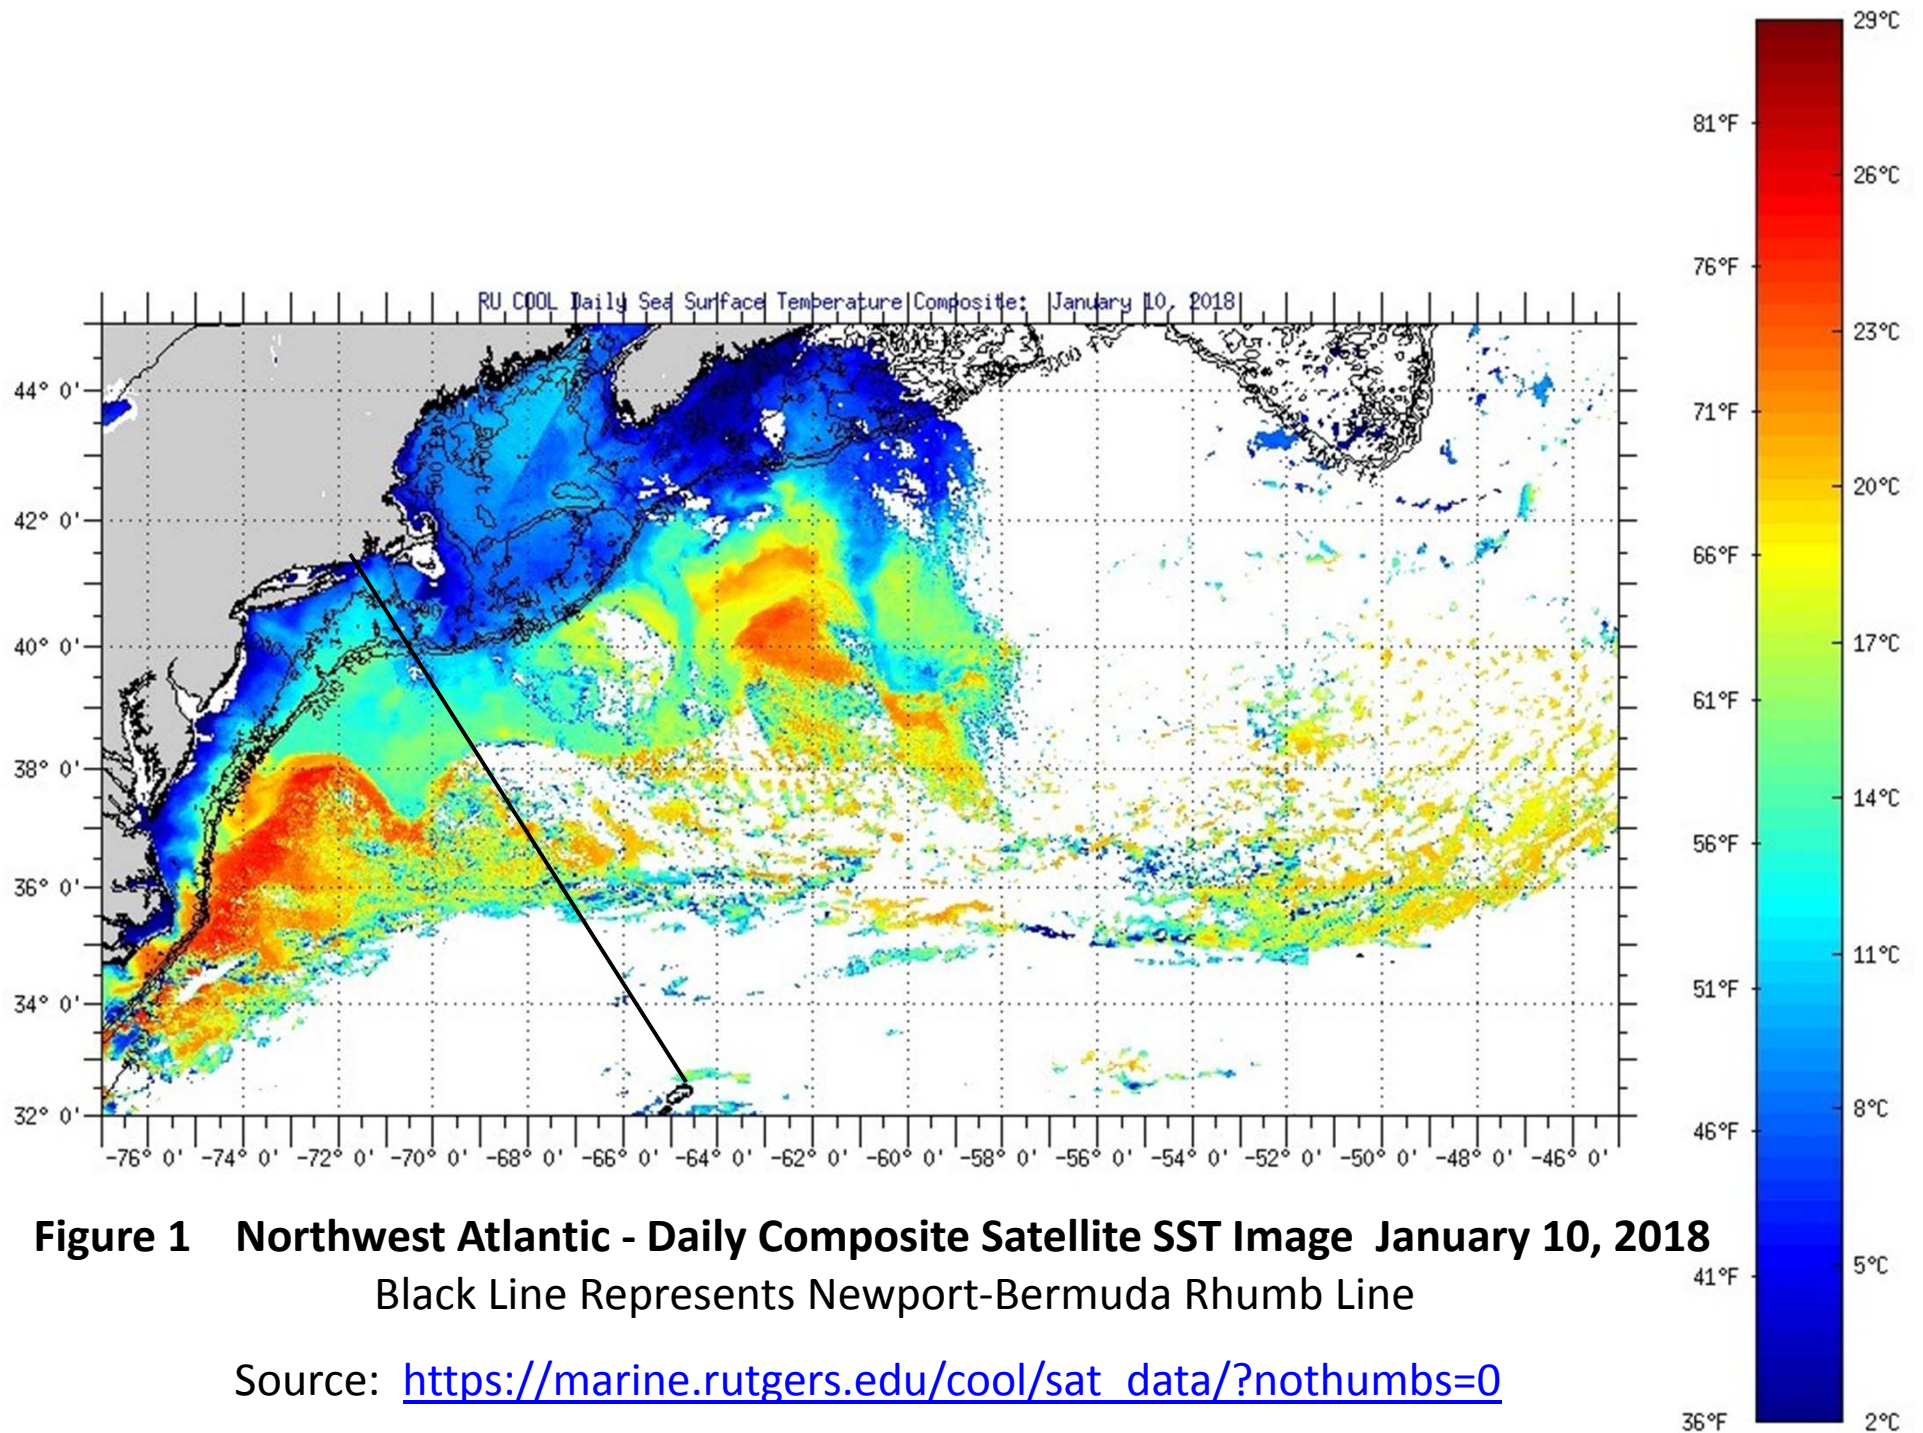 RU COOL Daily Sea Surface Temperature Composite: January 10, 2018
29°C
81°F
26°C
76°F
23°C
71°F
20°C
66°F
17°C
61°F
14°C
56°F
11°C
51°F
8°C
46°F
5°C
41°F
36°F
2°C
44° 0'
42° 0'
40° 0'
38° 0'
36° 0'
34° 0'
32° 0'
-76° 0' -74° 0' -72° 0' -70° 0' -68° 0' -66° 0' -64° 0' -62° 0' -60° 0' -58° 0' -56° 0' -54° 0' -52° 0' -50° 0' -48° 0' -46° 0'
Figure 1 Northwest Atlantic - Daily Composite Satellite SST Image January 10, 2018
Black Line Represents Newport-Bermuda Rhumb Line
Source: https://marine.rutgers.edu/cool/sat_data/?nothumbs=0